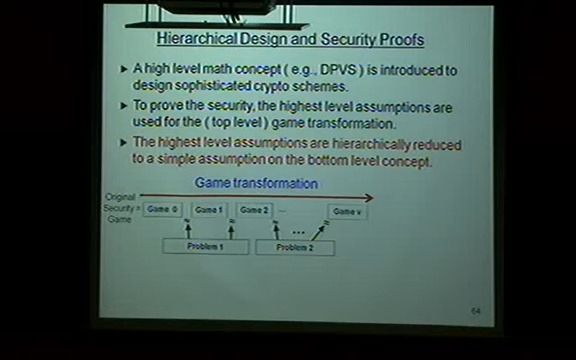 Hierarchical Design and Security Proofs
A high level math concept ( e.g., DPVS ) is introduced to
design sophisticated crypto schemes.
To prove the security, the highest level assumptions are
used for the ( top level ) game transformation.
The highest level assumptions are hierarchically reduced
to a simple assumption on the bottom level concept.
Game transformation
Original
Security =
Game
Game 0
Game 1
Game 2
...
Game ν
≈
≈
≈
...
≈
Problem 1
Problem 2
64